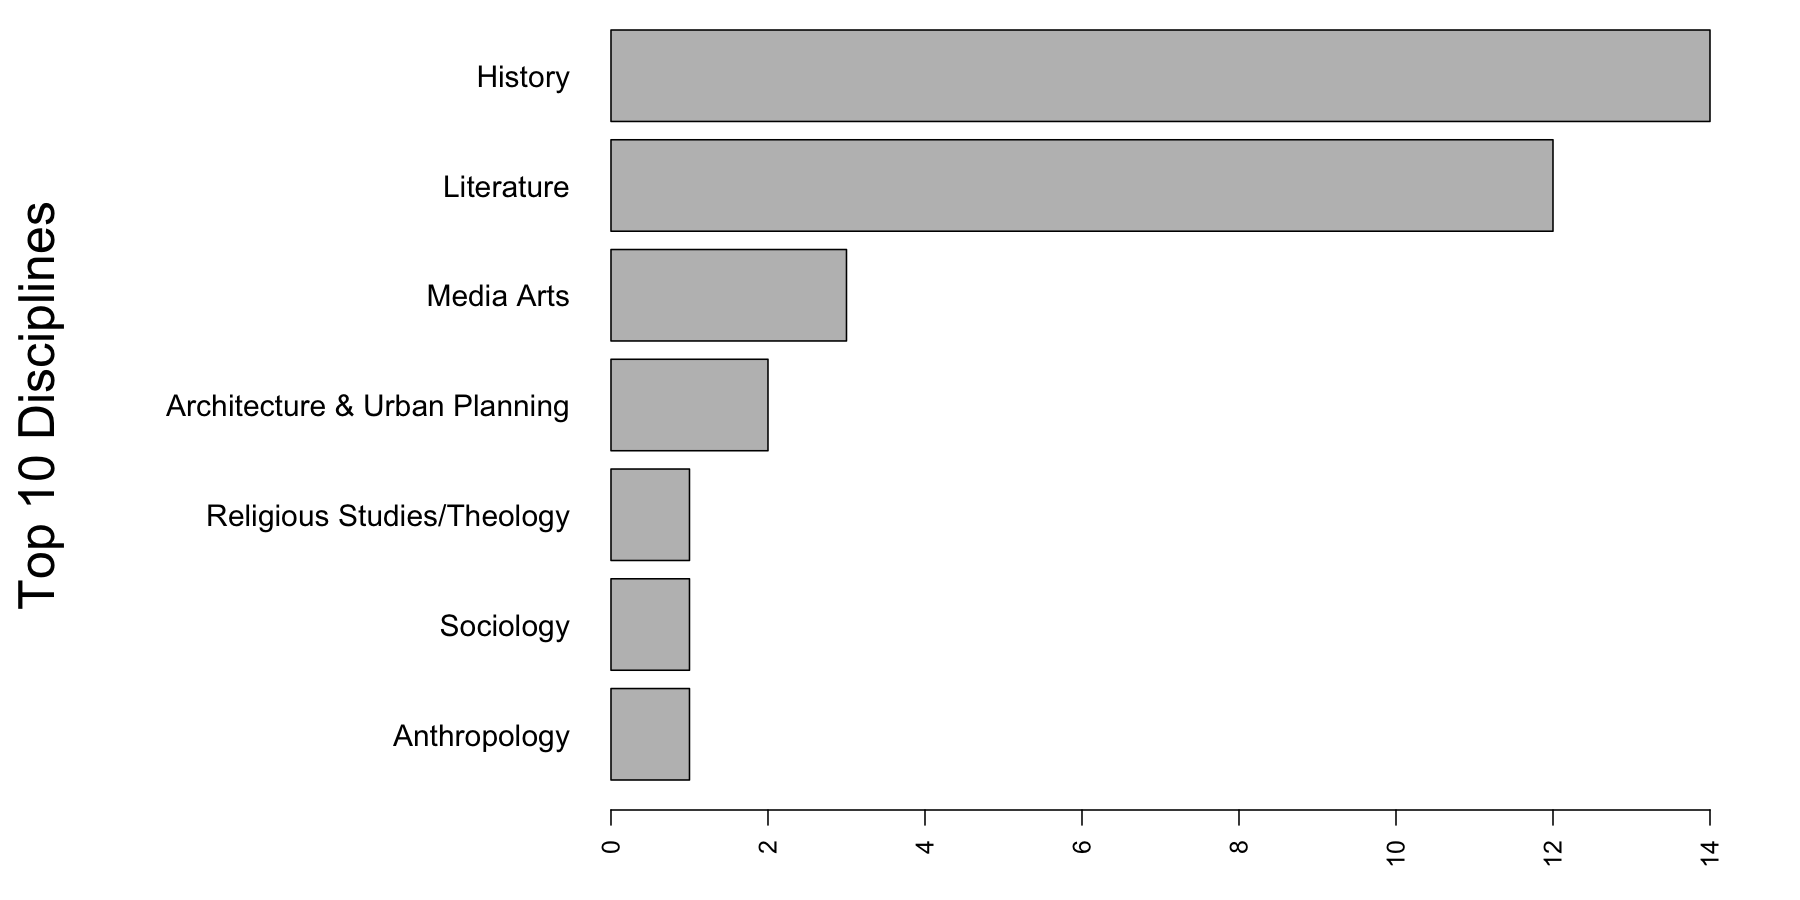 Top 10 Disciplines
History
Literature
Media Arts
Architecture & Urban Planning
Religious Studies/Theology
Sociology
Anthropology
0 2 4 6 8 10 12 14